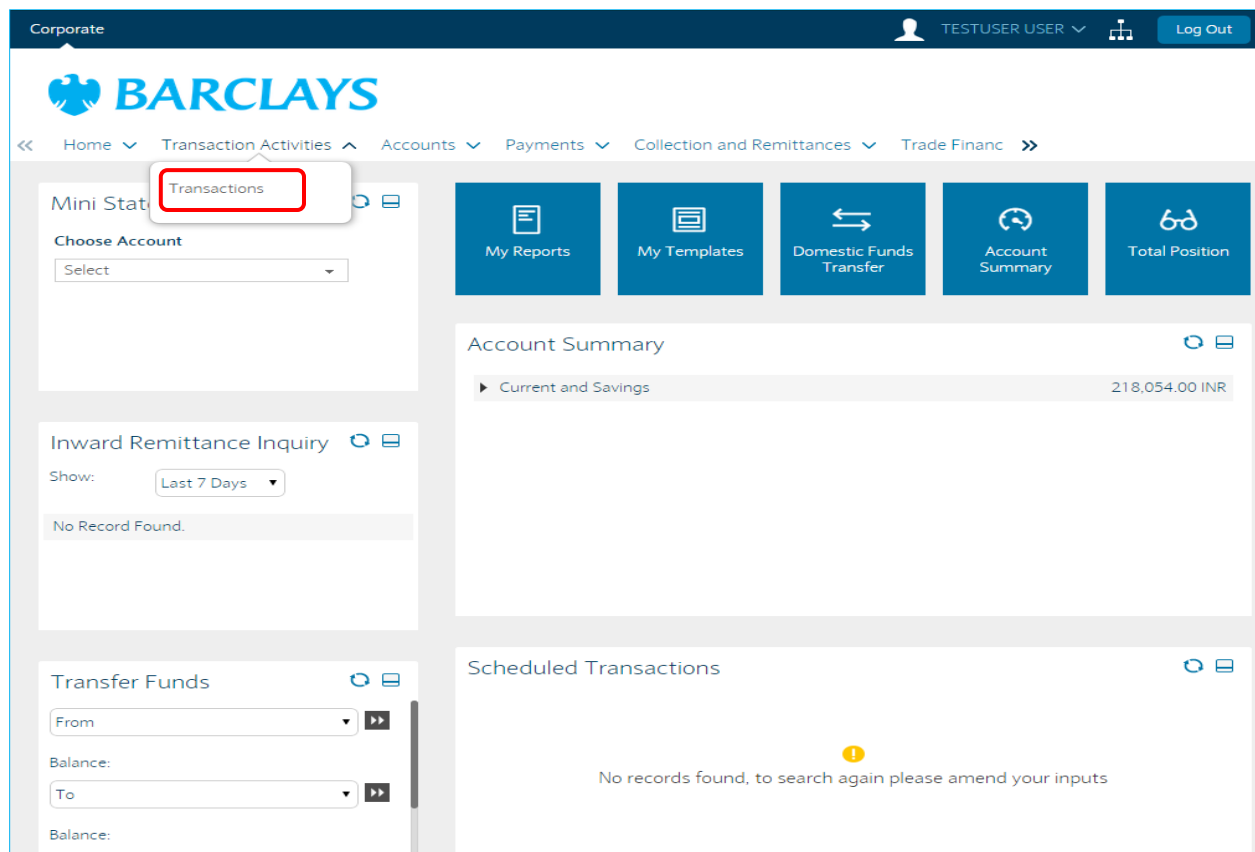 Corporate
TESTUSER USER
Log Out
BARCLAYS
Home
Transaction Activities
Accounts
Payments
Collection and Remittances
Trade Financ
Transactions
Mini Stat
Choose Account
Select
My Reports
My Templates
Domestic Funds
Transfer
Account
Summary
Total Position
Account Summary
Current and Savings
218,054.00 INR
Inward Remittance Inquiry
Show:
Last 7 Days
No Record Found.
Transfer Funds
From
Balance:
To
Balance:
Scheduled Transactions
No records found, to search again please amend your inputs